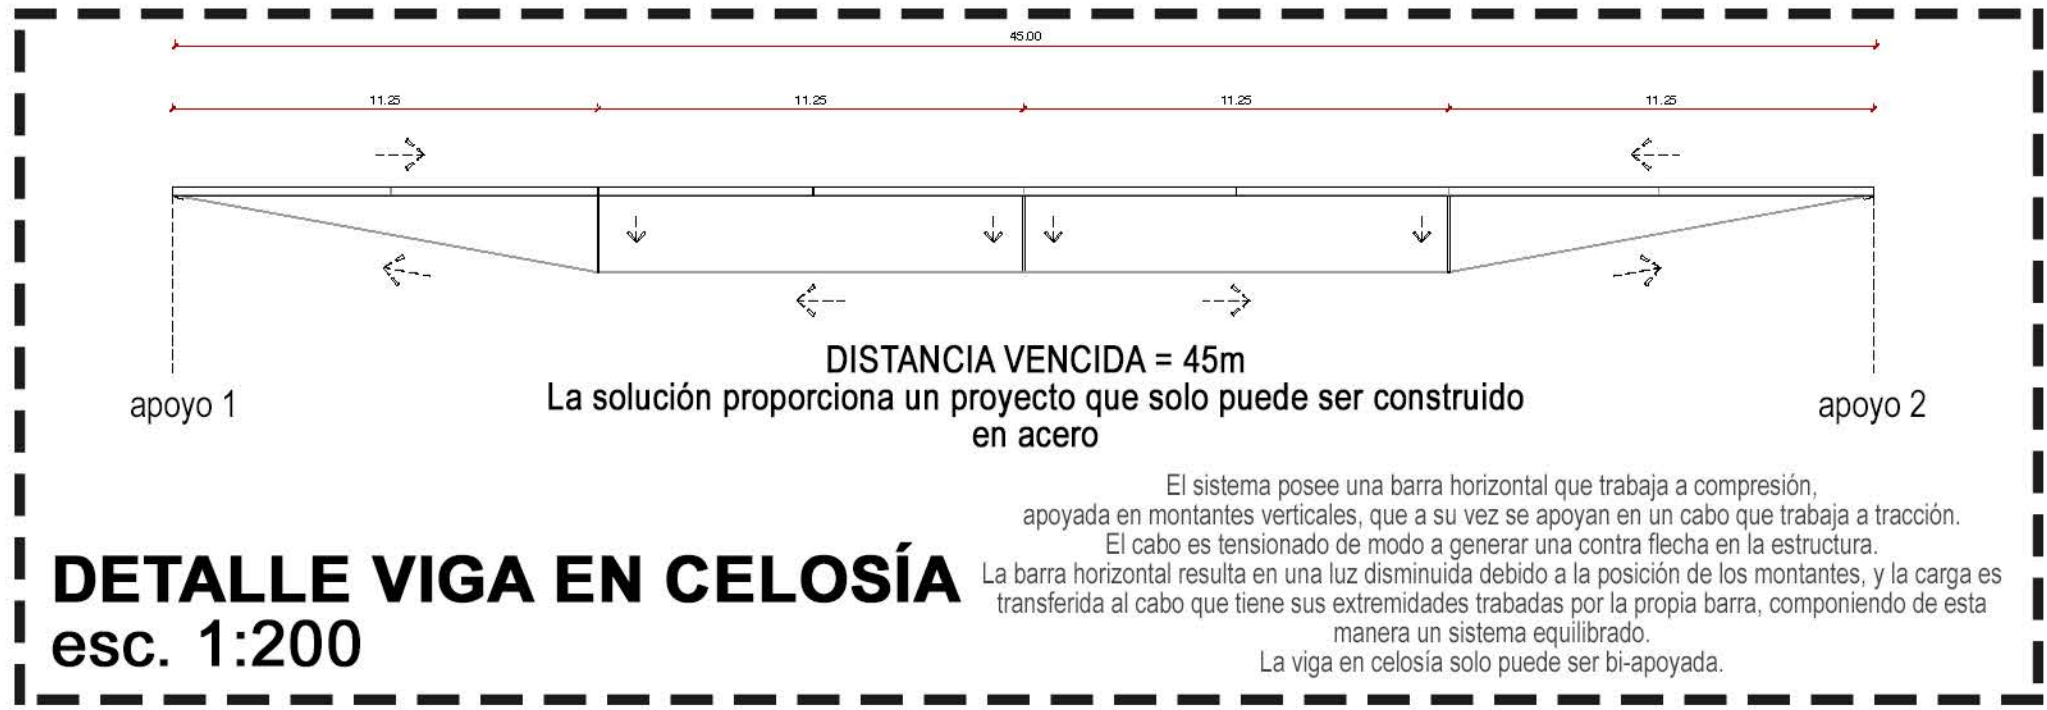 45.00
11.25 11.25 11.25 11.25
DISTANCIA VENCIDA = 45m
La solución proporciona un proyecto que solo puede ser construido
en acero
apoyo 1
apoyo 2
El sistema posee una barra horizontal que trabaja a compresión,
apoyada en montantes verticales, que a su vez se apoyan en un cabo que trabaja a tracción.
El cabo es tensionado de modo a generar una contra flecha en la estructura.
La barra horizontal resulta en una luz disminuida debido a la posición de los montantes, y la carga es
transferida al cabo que tiene sus extremidades trabadas por la propia barra, componiendo de esta
manera un sistema equilibrado.
La viga en celosía solo puede ser bi-apoyada.
DETALLE VIGA EN CELOSÍA
esc. 1:200